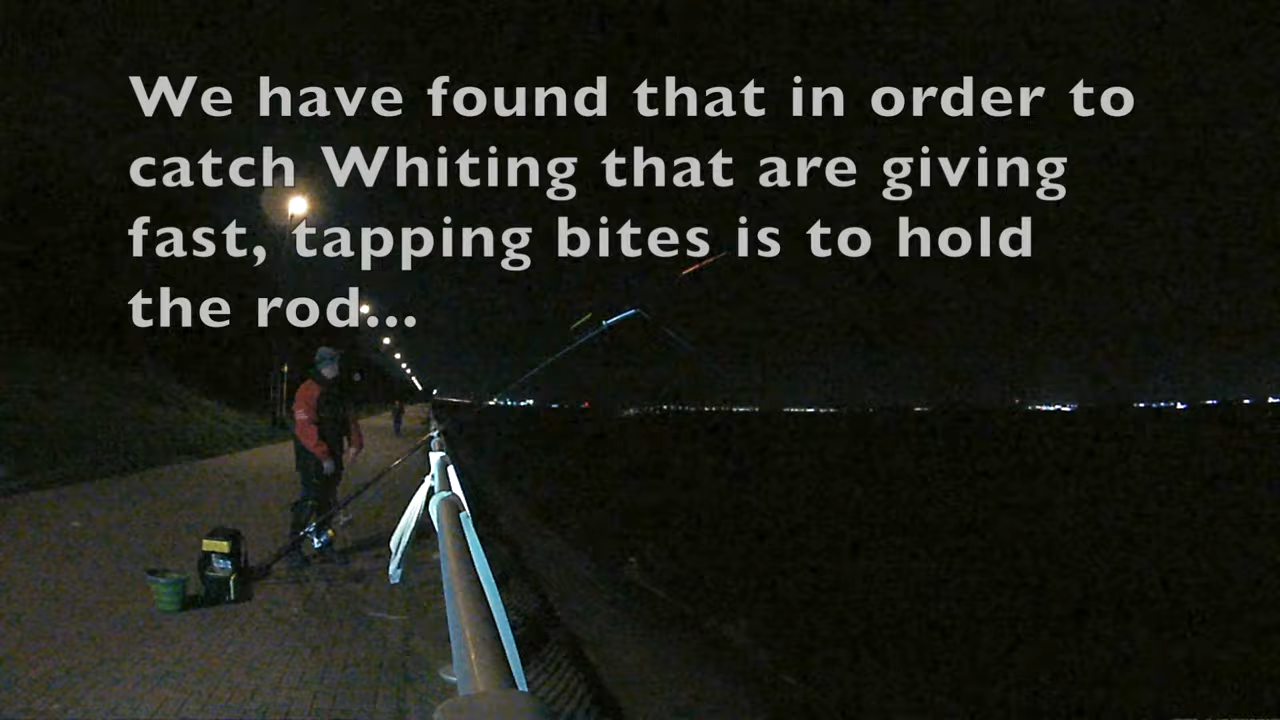 We have found that in order to
catch Whiting that are giving
fast, tapping bites is to hold
the rod...